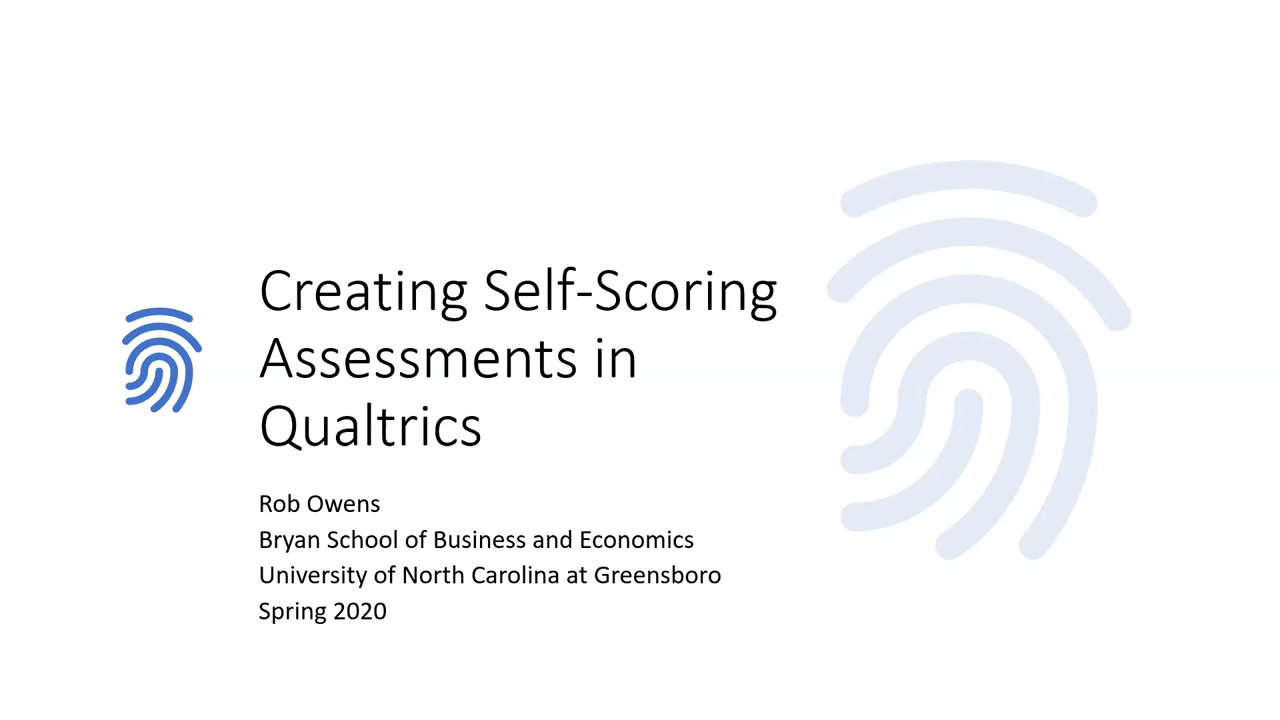 Creating Self-Scoring
Assessments in
Qualtrics
Rob Owens
Bryan School of Business and Economics
University of North Carolina at Greensboro
Spring 2020